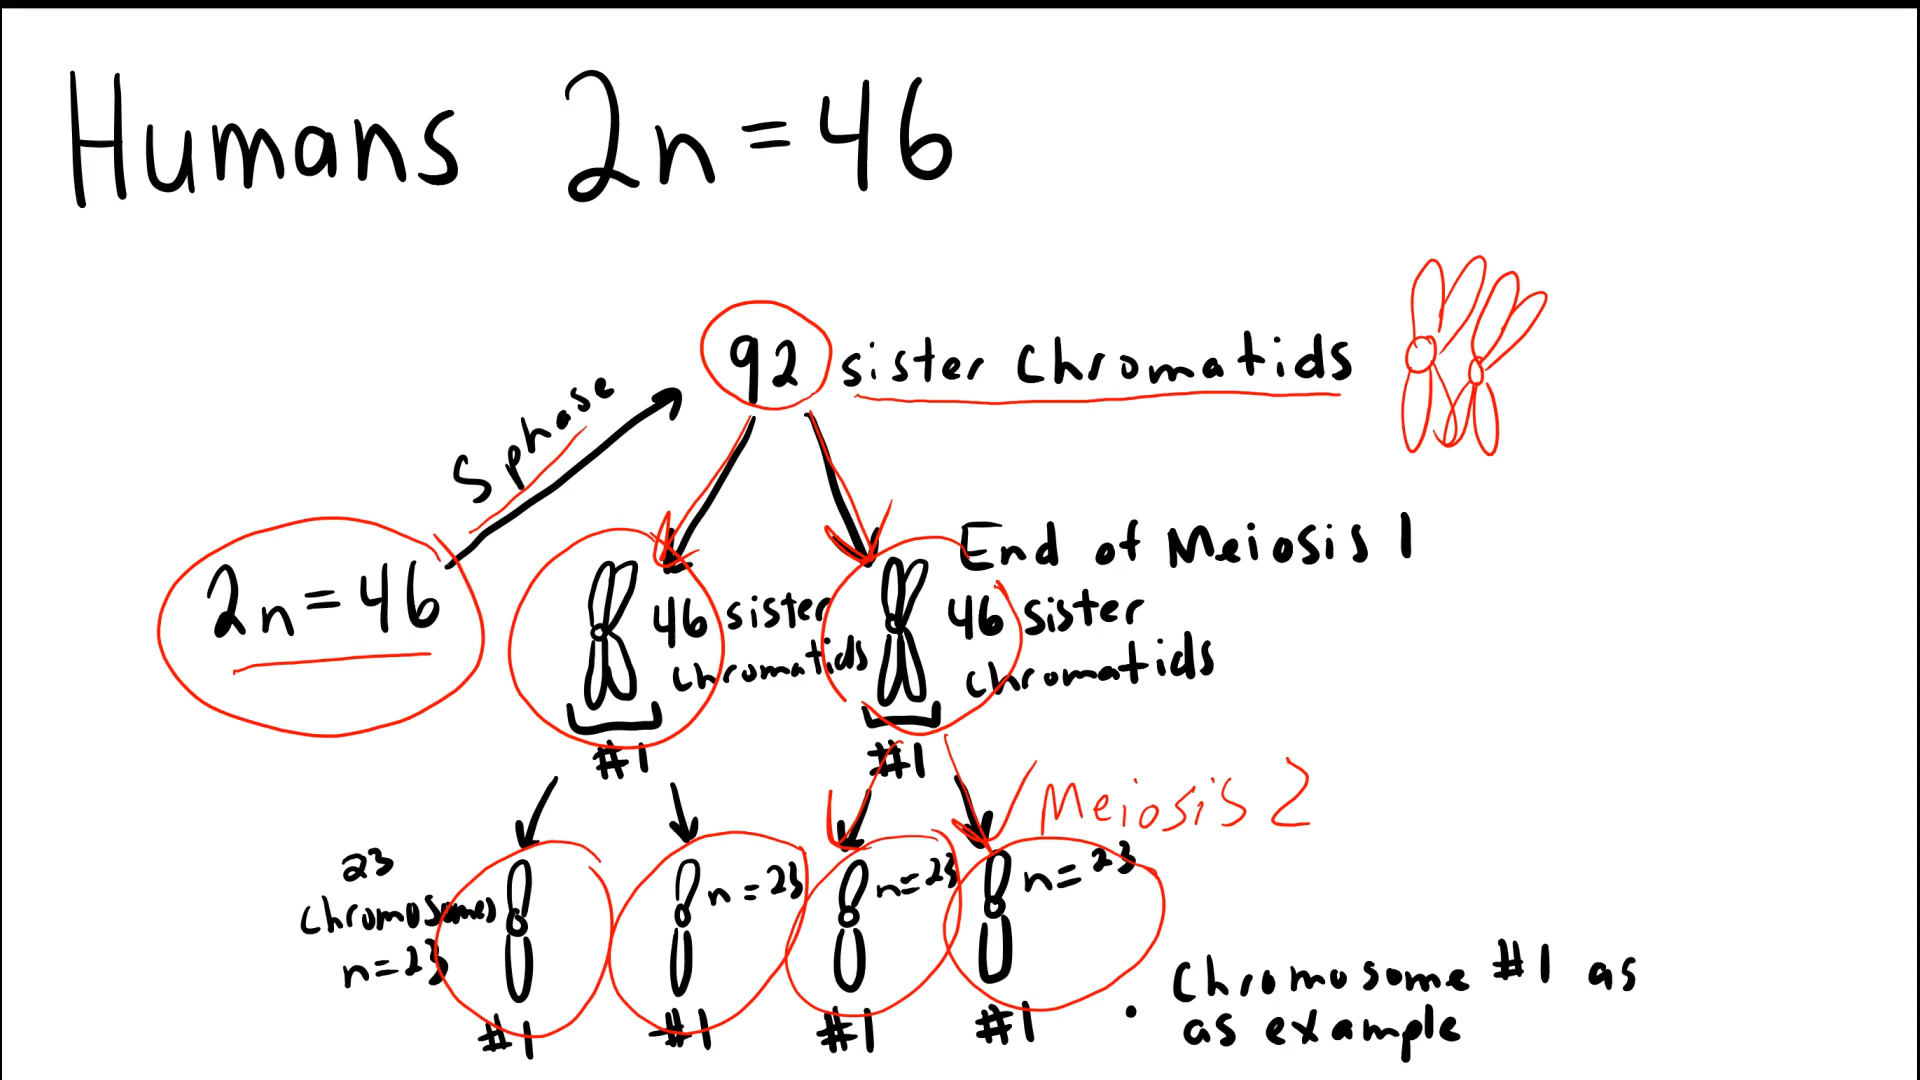 Humans 2n=46
92 sister chromatids
S phase
2n=46
End of Meiosis 1
46 sister
chromatids
46 sister
chromatids
#1
#1
Meiosis 2
23
chromosomes
n=23
n=23
n=23
n=23
#1
#1
#1
#1
. Chromosome #1 as
as example